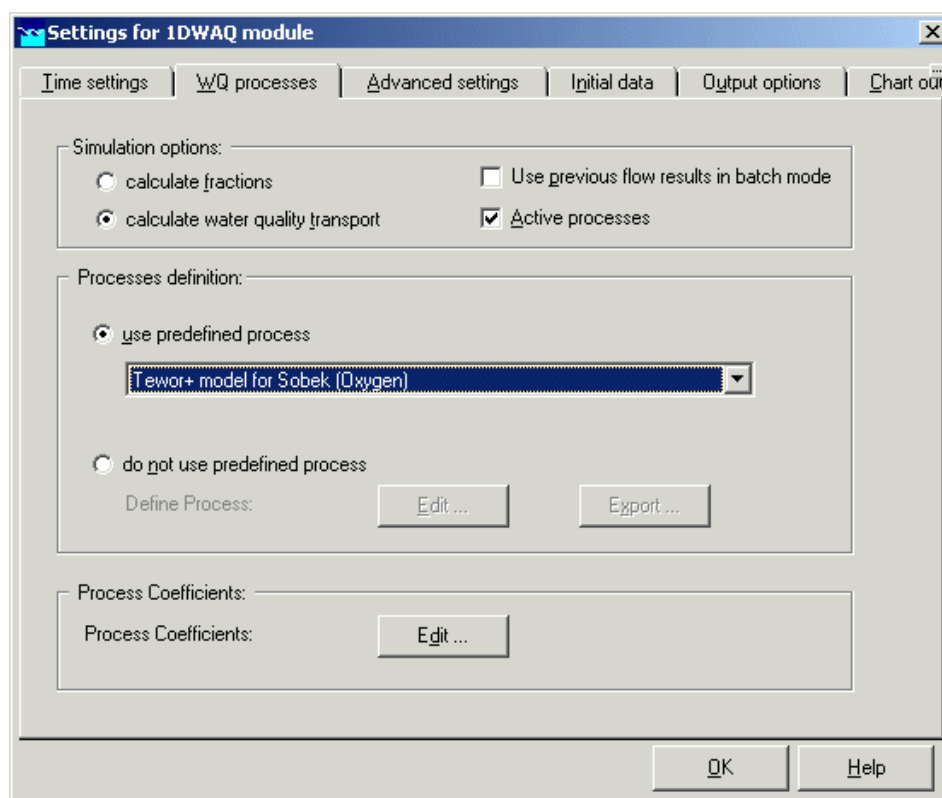 Settings for 1DWAQ module
Time settings WQ processes Advanced settings Initial data Output options Chart ou
Simulation options:
calculate fractions Use previous flow results in batch mode
calculate water quality transport Active processes
Processes definition:
use predefined process
Tewor+ model for Sobek (Oxygen)
do not use predefined process
Define Process: Edit ... Export ...
Process Coefficients:
Process Coefficients: Edit ...
OK Help